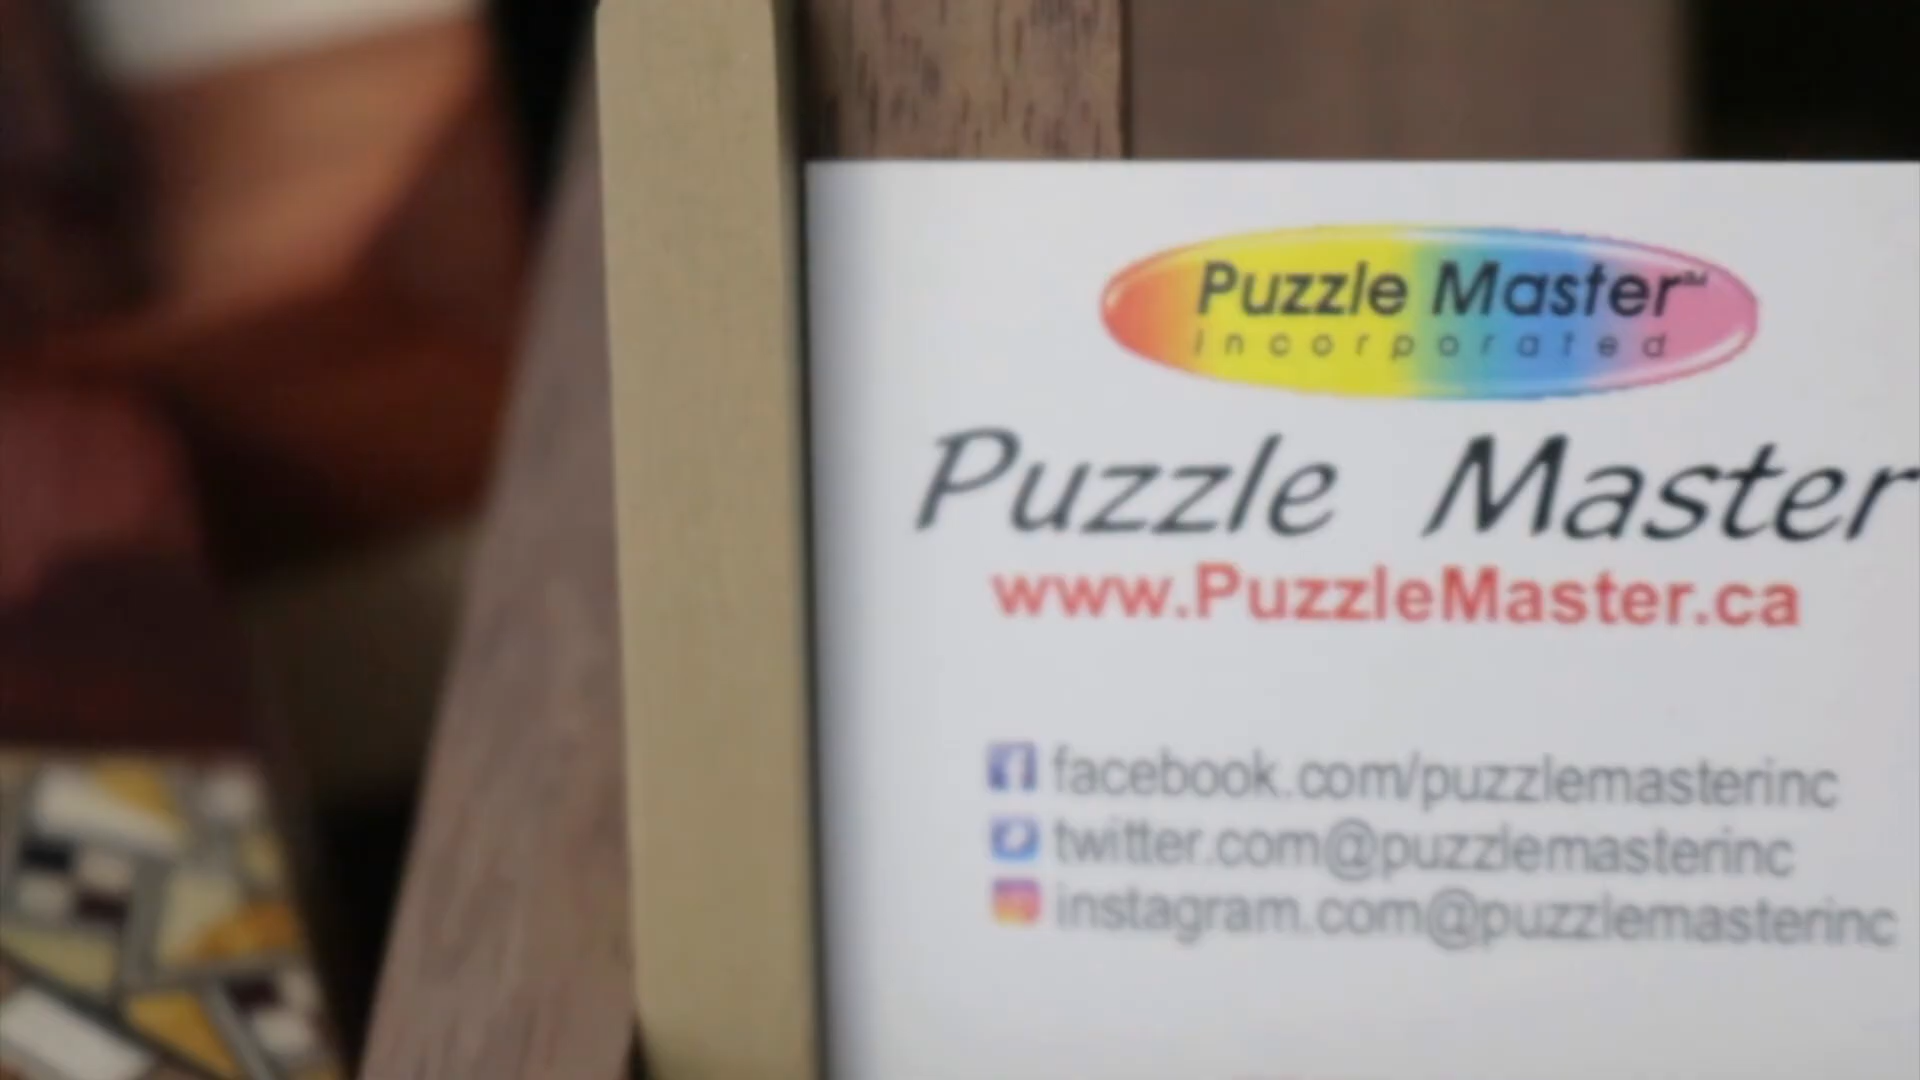 Puzzle Master™
incorporated
Puzzle Master
www.PuzzleMaster.ca
facebook.com/puzzlemasterinc
twitter.com@puzzlemasterinc
instagram.com@puzzlemasterinc